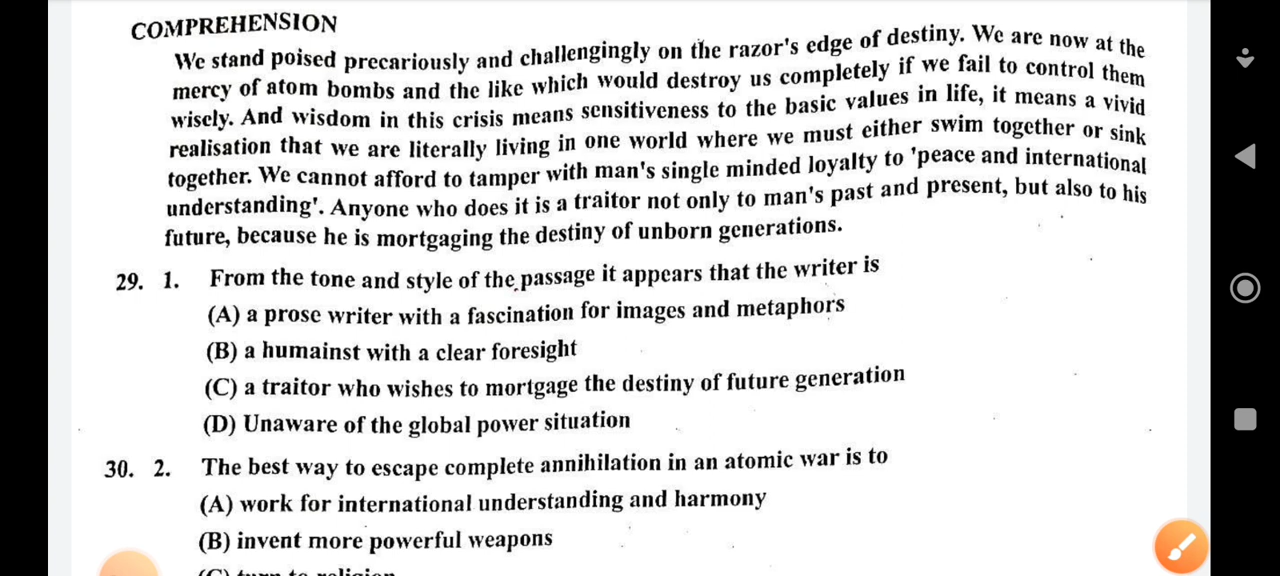 COMPREHENSION
We stand poised precariously and challengingly on the razor's edge of destiny. We are now at the
mercy of atom bombs and the like which would destroy us completely if we fail to control them
wisely. And wisdom in this crisis means sensitiveness to the basic values in life, it means a vivid
realisation that we are literally living in one world where we must either swim together or sink
together. We cannot afford to tamper with man's single minded loyalty to 'peace and international
understanding'. Anyone who does it is a traitor not only to man's past and present, but also to his
future, because he is mortgaging the destiny of unborn generations.
29. 1. From the tone and style of the passage it appears that the writer is
(A) a prose writer with a fascination for images and metaphors
(B) a humainst with a clear foresight
(C) a traitor who wishes to mortgage the destiny of future generation
(D) Unaware of the global power situation
30. 2. The best way to escape complete annihilation in an atomic war is to
(A) work for international understanding and harmony
(B) invent more powerful weapons
(C) turn to religion